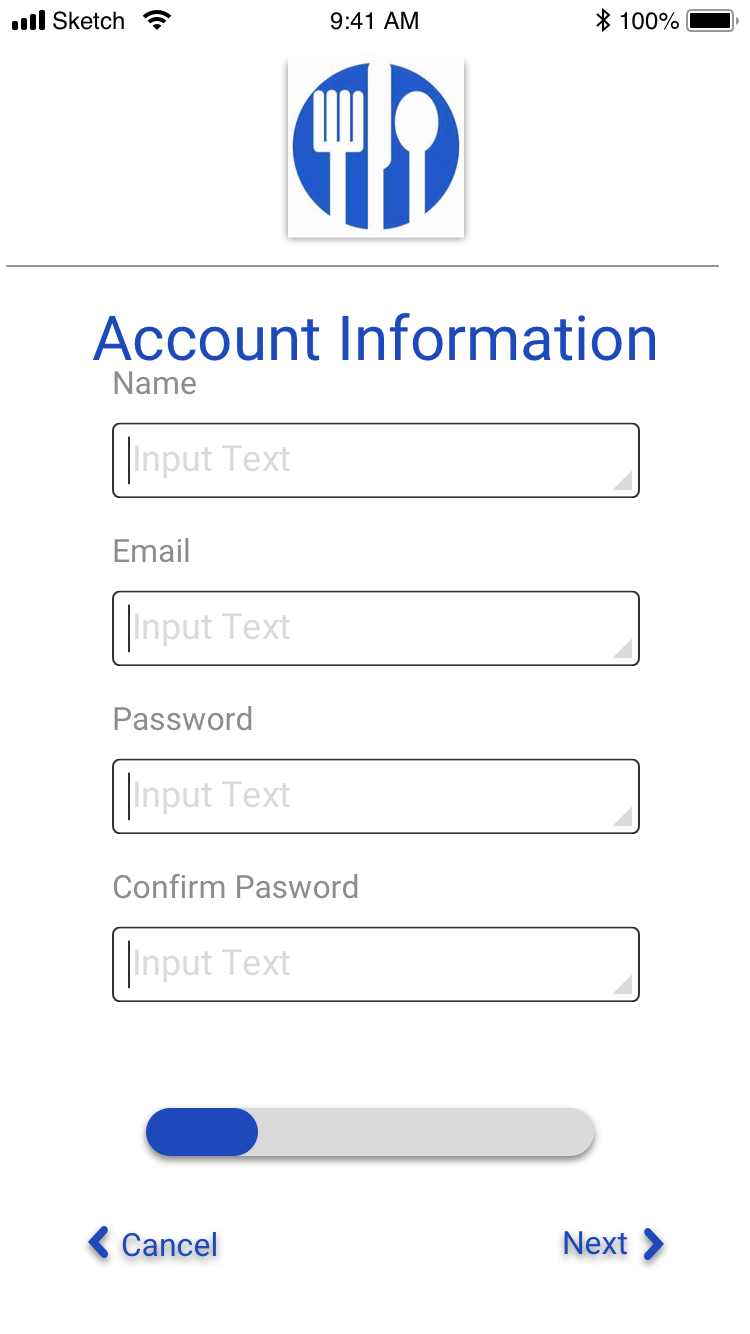 Sketch 9:41 AM 100%
Account Information
Name
Input Text
Email
Input Text
Password
Input Text
Confirm Pasword
Input Text
Cancel Next